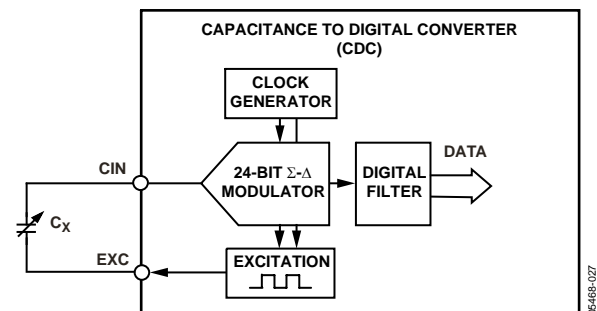 CAPACITANCE TO DIGITAL CONVERTER
(CDC)
CLOCK
GENERATOR
CIN
24-BIT Σ-Δ
MODULATOR
DIGITAL
FILTER
DATA
CX
EXC
EXCITATION
05468-027